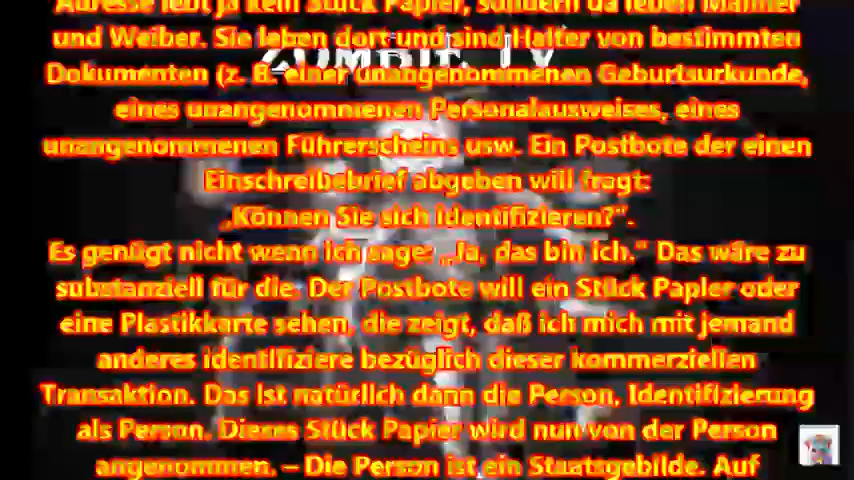 Adresse lebt ja kein Stück Papier, sondern da leben Männer
und Weiber. Sie leben dort und sind Halter von bestimmten
ZOMBIE TV
Dokumenten (z. B. einer unangenommenen Geburtsurkunde,
eines unangenommenen Personalausweises, eines
unangenommenen Führerscheins usw. Ein Postbote der einen
Einschreibebrief abgeben will fragt:
„Können Sie sich identifizieren?“.
Es genügt nicht wenn ich sage: „Ja, das bin ich.“ Das wäre zu
substanziell für die. Der Postbote will ein Stück Papier oder
eine Plastikkarte sehen, die zeigt, daß ich mich mit jemand
anderes identifiziere bezüglich dieser kommerziellen
Transaktion. Das ist natürlich dann die Person, Identifizierung
als Person. Dieses Stück Papier wird nun von der Person
angenommen. – Die Person ist ein Staatsgebilde. Auf